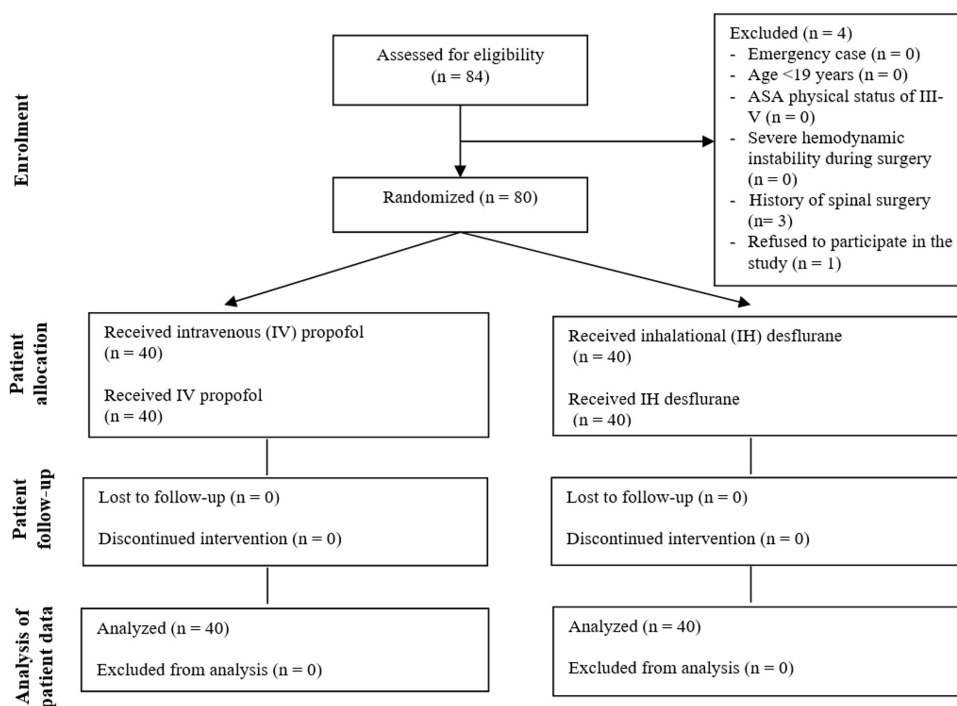 Enrolment
Assessed for eligibility
(n = 84)
Excluded (n = 4)
- Emergency case (n = 0)
- Age <19 years (n = 0)
- ASA physical status of III-
V (n = 0)
- Severe hemodynamic
instability during surgery
(n = 0)
- History of spinal surgery
(n= 3)
- Refused to participate in the
study (n = 1)
Randomized (n = 80)
Patient
allocation
Received intravenous (IV) propofol
(n = 40)
Received IV propofol
(n = 40)
Received inhalational (IH) desflurane
(n = 40)
Received IH desflurane
(n = 40)
Patient
follow-up
Lost to follow-up (n = 0)
Discontinued intervention (n = 0)
Lost to follow-up (n = 0)
Discontinued intervention (n = 0)
Analysis of
patient data
Analyzed (n = 40)
Excluded from analysis (n = 0)
Analyzed (n = 40)
Excluded from analysis (n = 0)